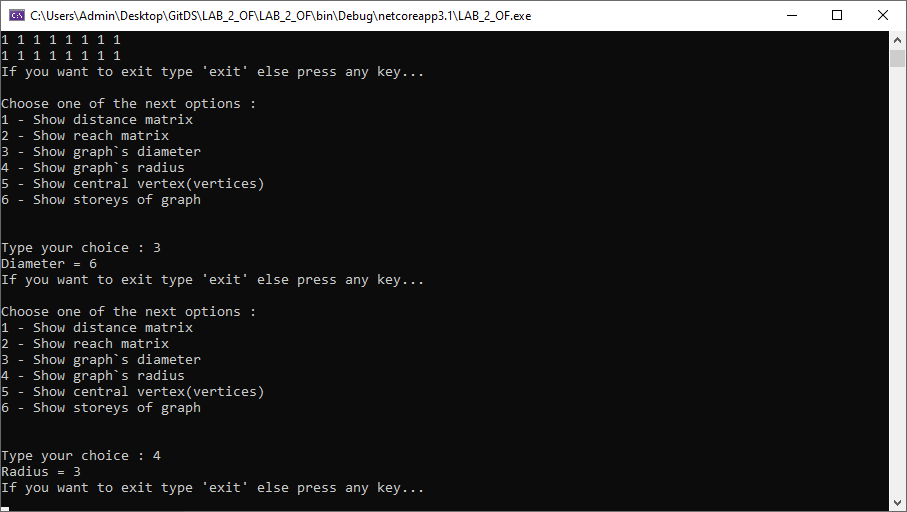 C:\Users\Admin\Desktop\GitDS\LAB_2_OF\LAB_2_OF\bin\Debug\netcoreapp3.1\LAB_2_OF.exe
1 1 1 1 1 1 1 1
1 1 1 1 1 1 1 1
If you want to exit type 'exit' else press any key...
Choose one of the next options :
1 - Show distance matrix
2 - Show reach matrix
3 - Show graph`s diameter
4 - Show graph`s radius
5 - Show central vertex(vertices)
6 - Show storeys of graph
Type your choice : 3
Diameter = 6
If you want to exit type 'exit' else press any key...
Choose one of the next options :
1 - Show distance matrix
2 - Show reach matrix
3 - Show graph`s diameter
4 - Show graph`s radius
5 - Show central vertex(vertices)
6 - Show storeys of graph
Type your choice : 4
Radius = 3
If you want to exit type 'exit' else press any key...